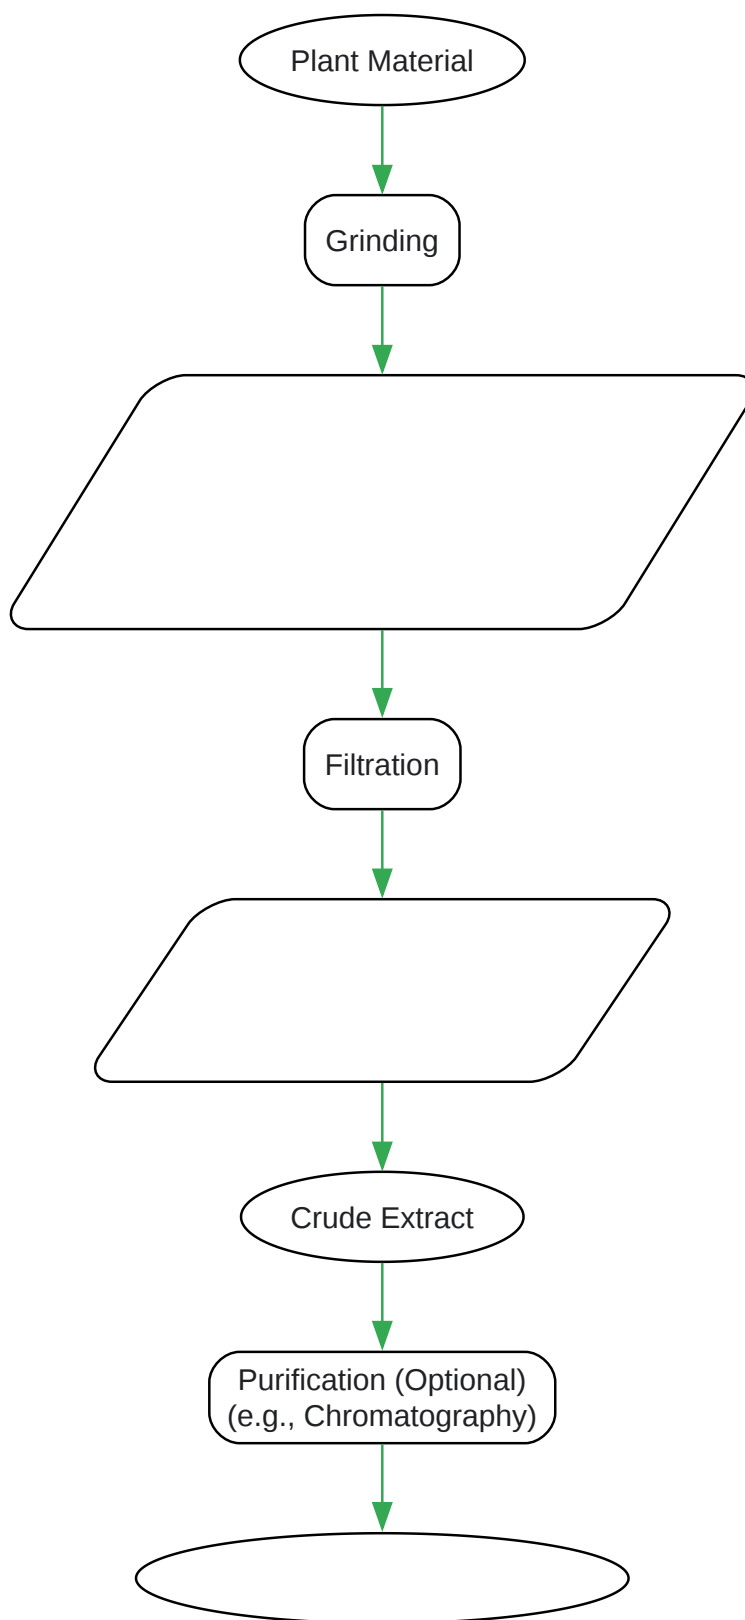 Plant Material
Grinding
Filtration
Crude Extract
Purification (Optional)
(e.g., Chromatography)